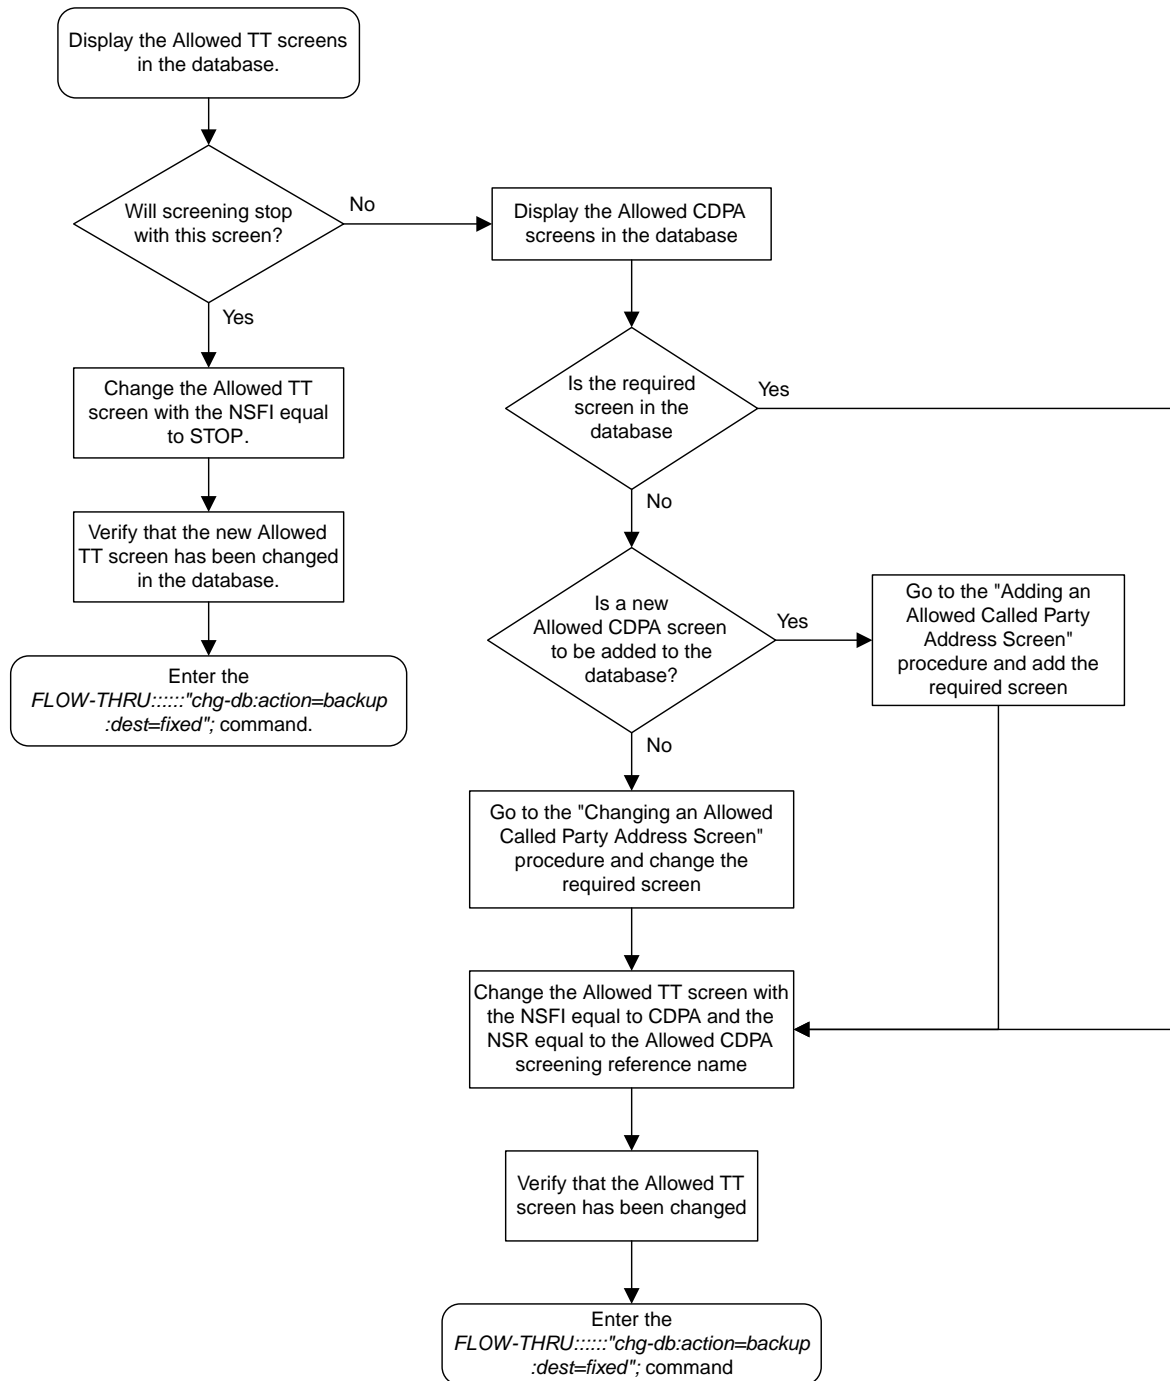 Display the Allowed TT screens
in the database.
Will screening stop
with this screen?
No
Yes
Change the Allowed TT
screen with the NSFI equal
to STOP.
Verify that the new Allowed
TT screen has been changed
in the database.
Enter the
FLOW-THRU::::::"chg-db:action=backup
:dest=fixed"; command.
Display the Allowed CDPA
screens in the database
Is the required
screen in the
database
Yes
No
Is a new
Allowed CDPA screen
to be added to the
database?
Yes
No
Go to the "Adding an
Allowed Called Party
Address Screen"
procedure and add the
required screen
Go to the "Changing an Allowed
Called Party Address Screen"
procedure and change the
required screen
Change the Allowed TT screen with
the NSFI equal to CDPA and the
NSR equal to the Allowed CDPA
screening reference name
Verify that the Allowed TT
screen has been changed
Enter the
FLOW-THRU::::::"chg-db:action=backup
:dest=fixed"; command